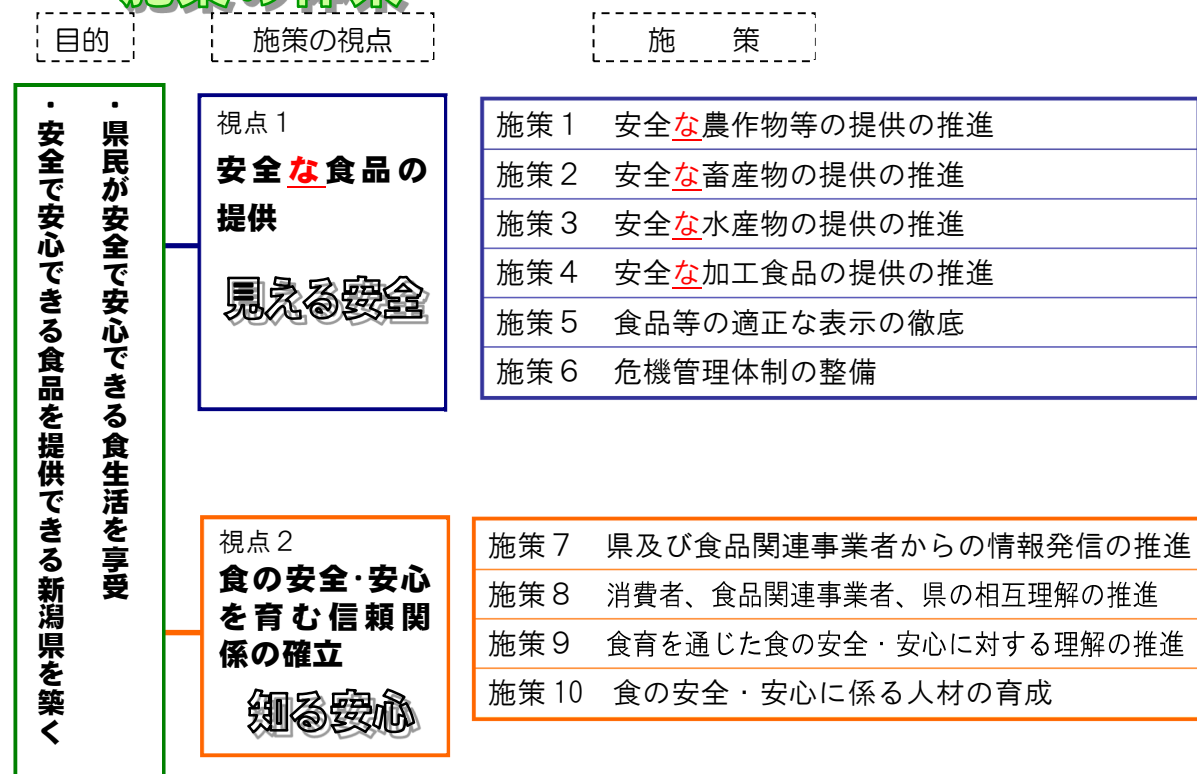 施策の体系
目的
施策の視点
施　　策
・県民が安全で安心できる食生活を享受
・安全で安心できる食品を提供できる新潟県を築く
視点１
安全な食品の
提供
見える安全
施策１　安全な農作物等の提供の推進
施策２　安全な畜産物の提供の推進
施策３　安全な水産物の提供の推進
施策４　安全な加工食品の提供の推進
施策５　食品等の適正な表示の徹底
施策６　危機管理体制の整備
視点２
食の安全・安心
を育む信頼関
係の確立
知る安心
施策７　県及び食品関連事業者からの情報発信の推進
施策８　消費者、食品関連事業者、県の相互理解の推進
施策９　食育を通じた食の安全・安心に対する理解の推進
施策10　食の安全・安心に係る人材の育成